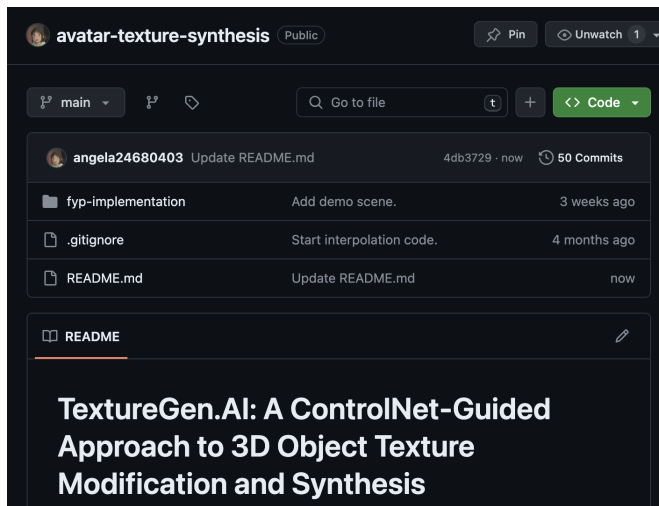 avatar-texture-synthesis Public Pin Unwatch 1
main Go to file t + <> Code
angela24680403 Update README.md 4db3729 · now 50 Commits
fyp-implementation Add demo scene. 3 weeks ago
.gitignore Start interpolation code. 4 months ago
README.md Update README.md now
README
TextureGen.AI: A ControlNet-Guided
Approach to 3D Object Texture
Modification and Synthesis